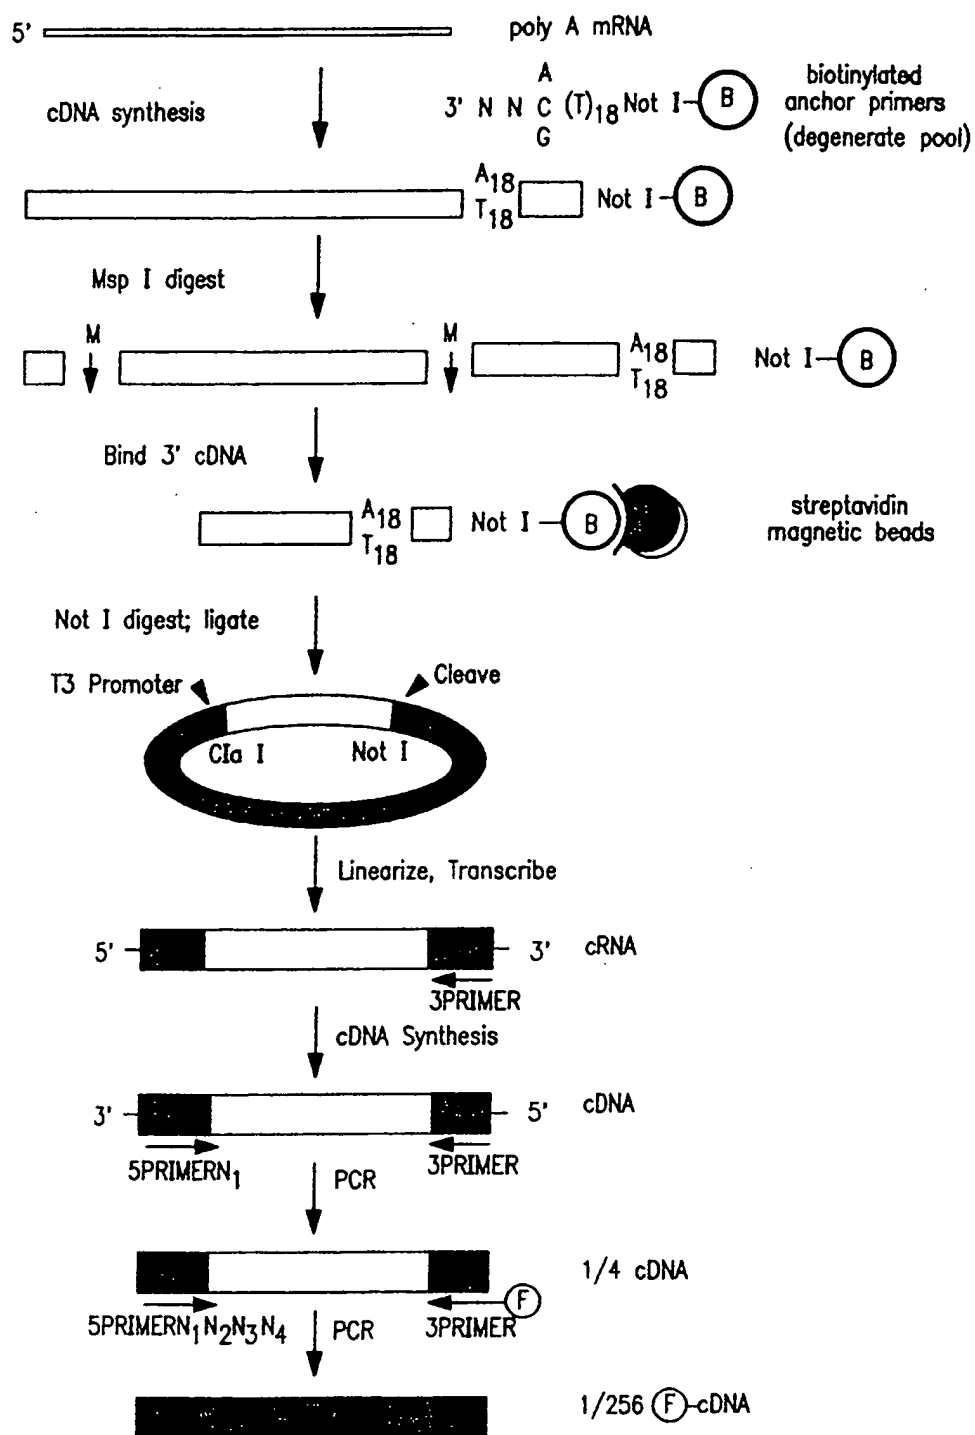 5' poly A mRNA
A
3' N N C (T)18 Not I-B
G
biotinylated
anchor primers
(degenerate pool)
cDNA synthesis
A18
T18
Not I-B
Msp I digest
M M
A18
T18
Not I-B
Bind 3' cDNA
A18
T18
Not I-B
streptavidin
magnetic beads
Not I digest; ligate
T3 Promoter
Cleave
Cla I Not I
Linearize, Transcribe
5' 3' cRNA
3PRIMER
cDNA Synthesis
3' 5' cDNA
5PRIMERN1 3PRIMER
PCR
1/4 cDNA
F
5PRIMERN1N2N3N4 3PRIMER
PCR
1/256 F-cDNA